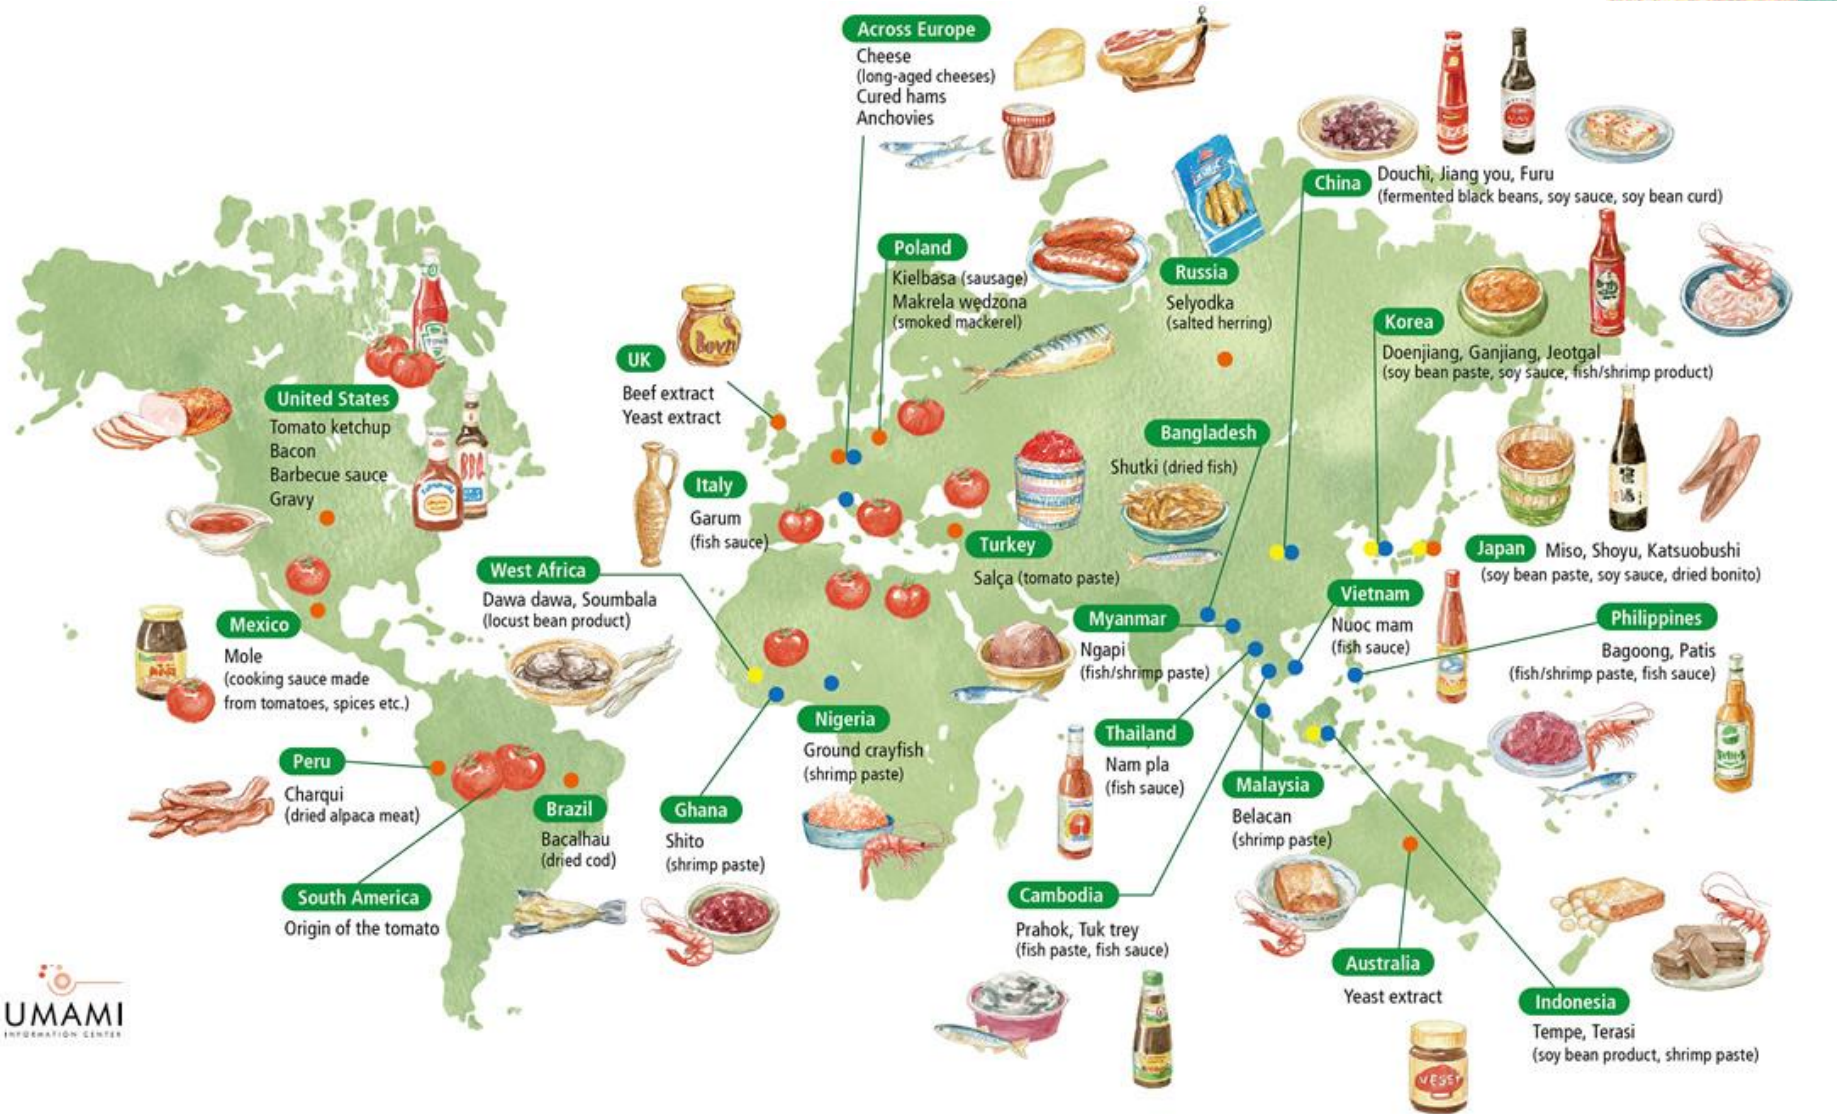 Across Europe
Cheese
(long-aged cheeses)
Cured hams
Anchovies
China
Douchi, Jiang you, Furu
(fermented black beans, soy sauce, soy bean curd)
Poland
Kielbasa (sausage)
Makrela wedzona
(smoked mackerel)
Russia
Selyodka
(salted herring)
Korea
Doenjiang, Ganjiang, Jeotgal
(soy bean paste, soy sauce, fish/shrimp product)
UK
Beef extract
Yeast extract
Bovri
United States
Tomato ketchup
Bacon
Barbecue sauce
Gravy
BBQ
Bangladesh
Shutki (dried fish)
Italy
Garum
(fish sauce)
Turkey
Salça (tomato paste)
Japan
Miso, Shoyu, Katsuobushi
(soy bean paste, soy sauce, dried bonito)
West Africa
Dawa dawa, Soumbala
(locust bean product)
Mexico
Mole
(cooking sauce made
from tomatoes, spices etc.)
Myanmar
Ngapi
(fish/shrimp paste)
Vietnam
Nuoc mam
(fish sauce)
Philippines
Bagoong, Patis
(fish/shrimp paste, fish sauce)
Nigeria
Ground crayfish
(shrimp paste)
Thailand
Nam pla
(fish sauce)
Peru
Charqui
(dried alpaca meat)
Brazil
Bacalhau
(dried cod)
Ghana
Shito
(shrimp paste)
Malaysia
Belacan
(shrimp paste)
South America
Origin of the tomato
Cambodia
Prahok, Tuk trey
(fish paste, fish sauce)
Australia
Yeast extract
Indonesia
Tempe, Terasi
(soy bean product, shrimp paste)
UMAMI
INFORMATION CENTER